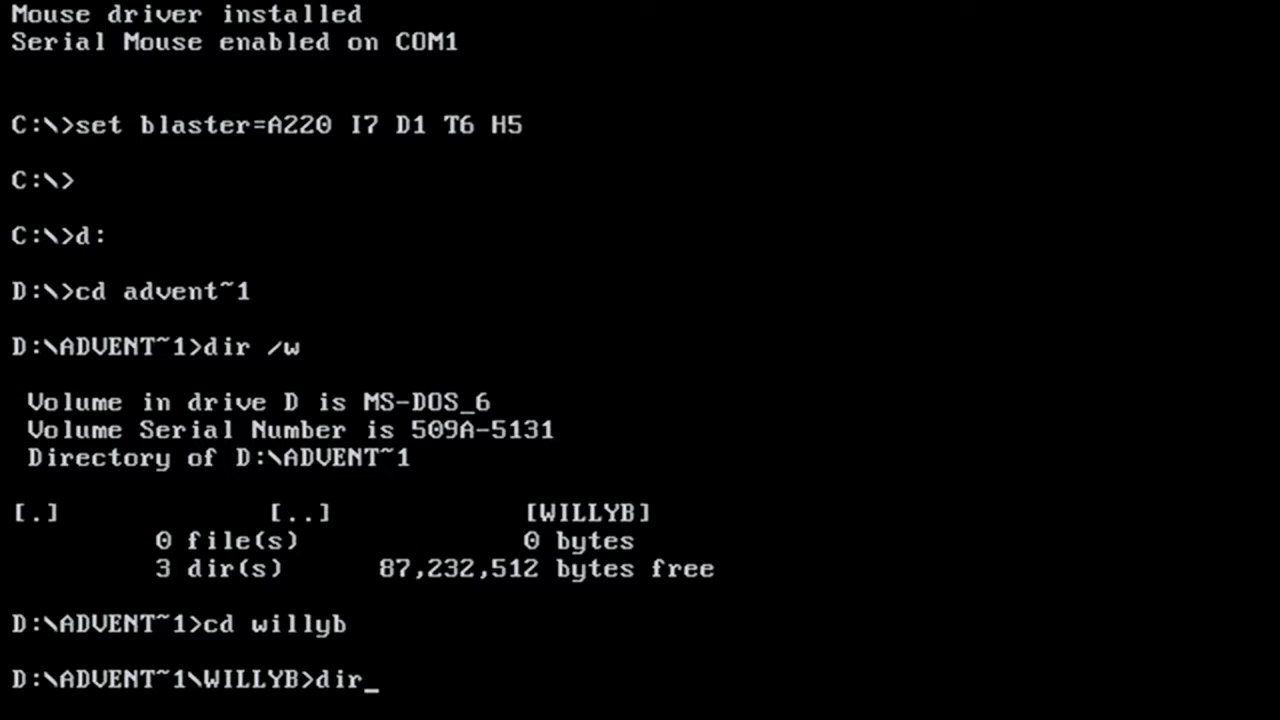 Mouse driver installed
Serial Mouse enabled on COM1
C:\>set blaster=A220 I7 D1 T6 H5
C:\>
C:\>d:
D:\>cd advent~1
D:\ADVENT~1>dir /w
Volume in drive D is MS-DOS_6
Volume Serial Number is 509A-5131
Directory of D:\ADVENT~1
[.] [..] [WILLYB]
0 file(s) 0 bytes
3 dir(s) 87,232,512 bytes free
D:\ADVENT~1>cd willyb
D:\ADVENT~1\WILLYB>dir_